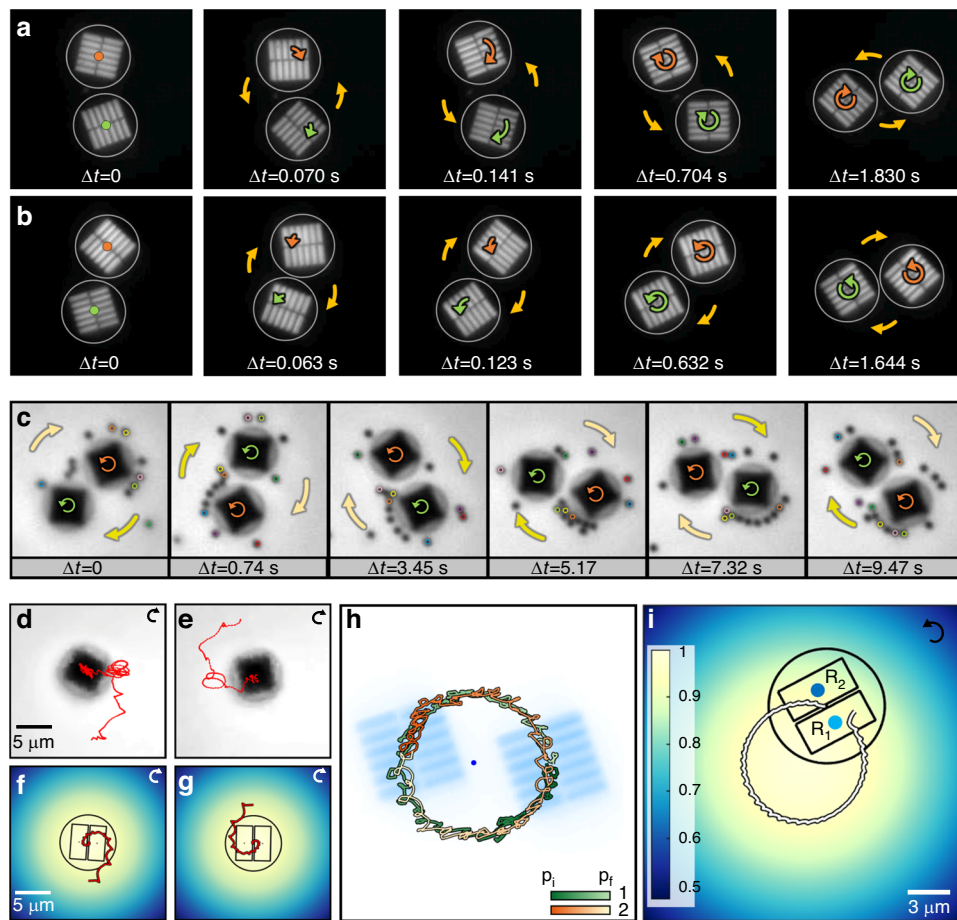 a
Δt=0
Δt=0.070 s
Δt=0.141 s
Δt=0.704 s
Δt=1.830 s
b
Δt=0
Δt=0.063 s
Δt=0.123 s
Δt=0.632 s
Δt=1.644 s
c
Δt=0
Δt=0.74 s
Δt=3.45 s
Δt=5.17
Δt=7.32 s
Δt=9.47 s
d
5 μm
e
f
5 μm
g
h
pi pf
1
2
i
1
0.9
0.8
0.7
0.6
0.5
R2
R1
3 μm